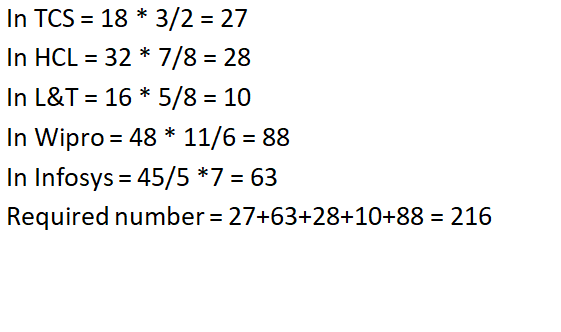 In TCS = 18 * 3/2 = 27
In HCL = 32 * 7/8 = 28
In L&T = 16 * 5/8 = 10
In Wipro = 48 * 11/6 = 88
In Infosys = 45/5 *7 = 63
Required number = 27+63+28+10+88 = 216